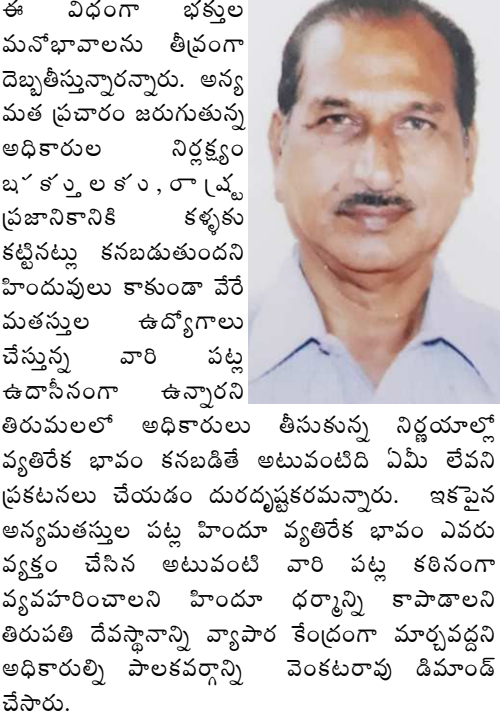 ఈ విధంగా భక్తుల
మనోభావాలను తీవ్రంగా
దెబ్బతీస్తున్నారన్నారు. అన్య
మత ప్రచారం జరుగుతున్న
అధికారుల నిర్లక్ష్యం
భక్తులకు, రాష్ట్ర
ప్రజానికానికి కళ్ళకు
కట్టినట్లు కనబడుతుందని
హిందువులు కాకుండా వేరే
మతస్తుల ఉద్యోగాలు
చేస్తున్న వారి పట్ల
ఉదాసీనంగా ఉన్నారని
తిరుమలలో అధికారులు తీసుకున్న నిర్ణయాల్లో
వ్యతిరేక భావం కనబడితే అటువంటిది ఏమీ లేవని
ప్రకటనలు చేయడం దురదృష్టకరమన్నారు. ఇకపైన
అన్యమతస్తుల పట్ల హిందూ వ్యతిరేక భావం ఎవరు
వ్యక్తం చేసిన అటువంటి వారి పట్ల కఠినంగా
వ్యవహరించాలని హిందూ ధర్మాన్ని కాపాడాలని
తిరుపతి దేవస్థానాన్ని వ్యాపార కేంద్రంగా మార్చవద్దని
అధికారుల్ని పాలకవర్గాన్ని వెంకటరావు డిమాండ్
చేసారు.